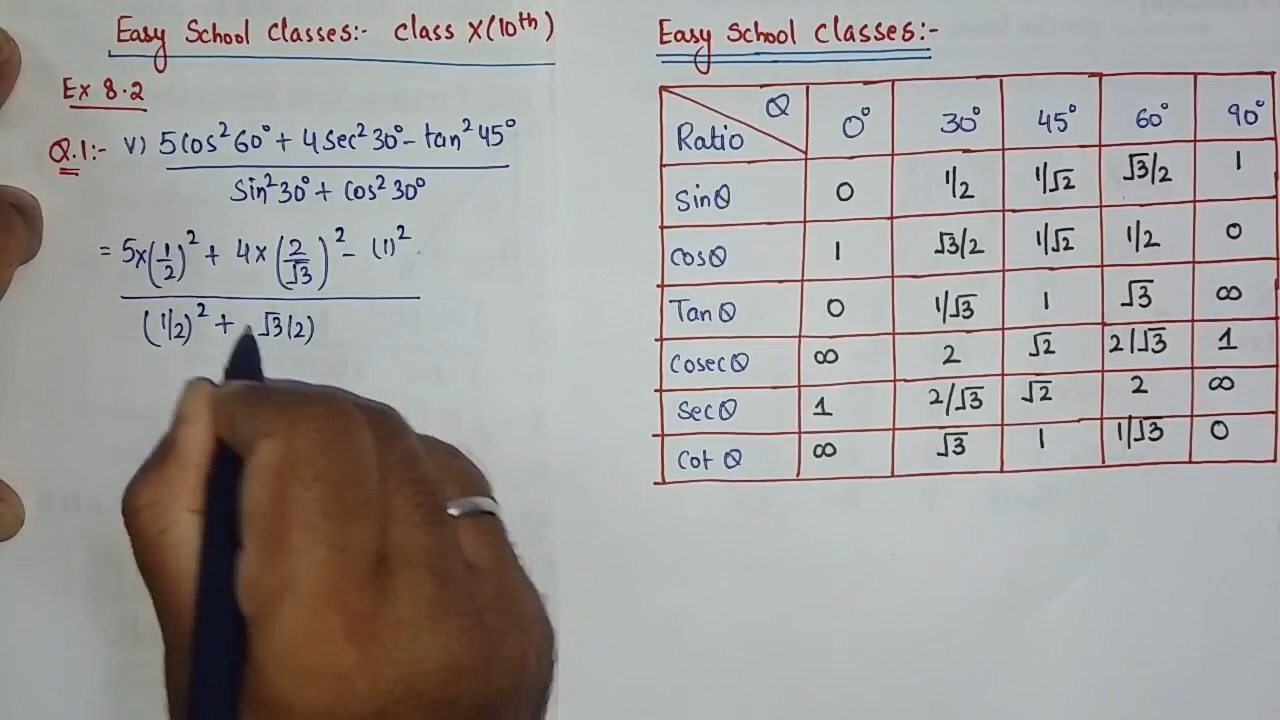 Easy School Classes:- class X(10th)
Ex 8.2
Q.1:- v) 5cos²60° + 4sec²30° - tan²45°
Sin²30° + Cos²30°
= 5×(1/2)² + 4×(2/√3)² - (1)²
(1/2)² + √3/2)
Easy School Classes:-
Ratio θ 0° 30° 45° 60° 90°
Sinθ 0 1/2 1/√2 √3/2 1
Cosθ 1 √3/2 1/√2 1/2 0
Tanθ 0 1/√3 1 √3 ∞
Cosecθ ∞ 2 √2 2/√3 1
Secθ 1 2/√3 √2 2 ∞
Cotθ ∞ √3 1 1/√3 0